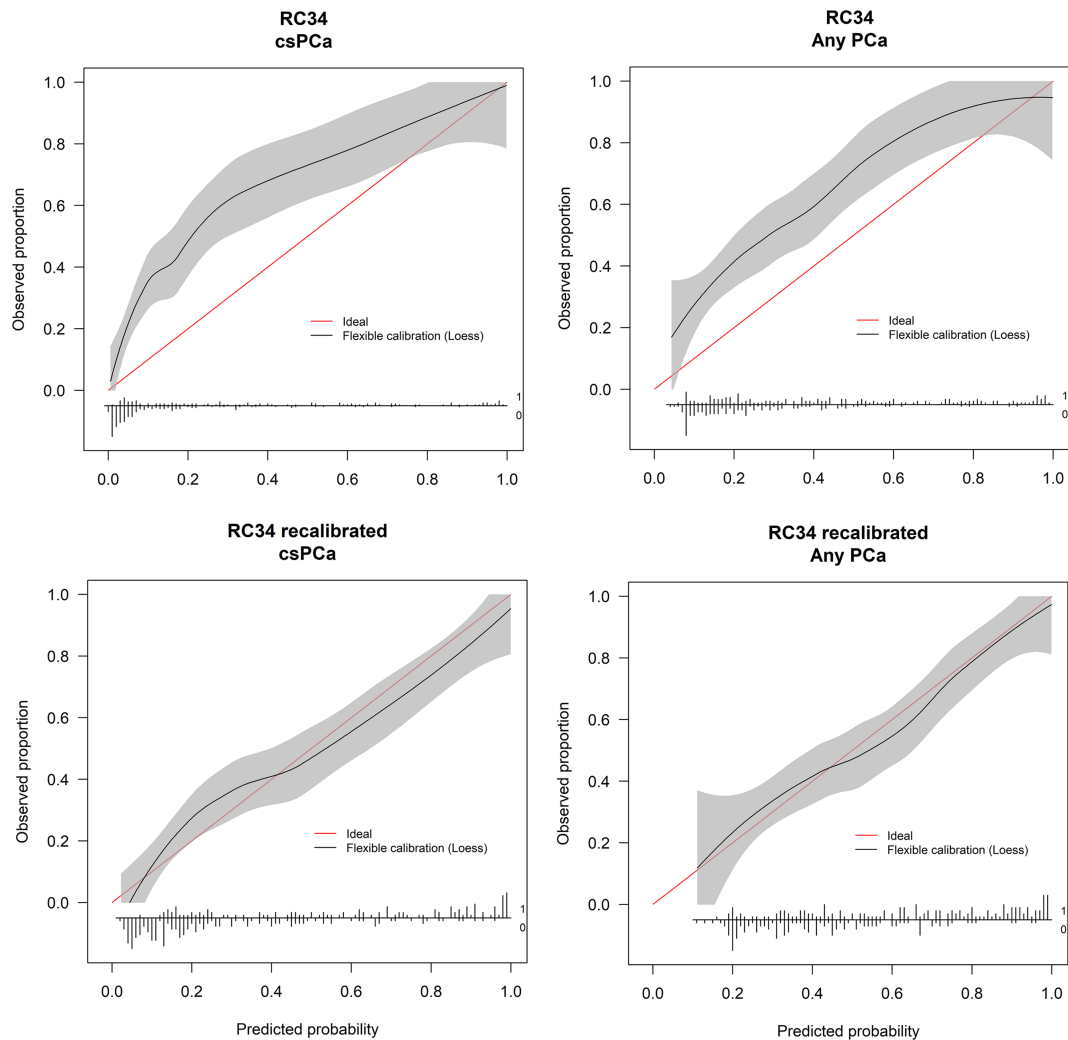 RC34
csPCa
1.0
0.8
0.6
0.4
0.2
0.0
Observed proportion
Ideal
Flexible calibration (Loess)
1
0
0.0 0.2 0.4 0.6 0.8 1.0
RC34
Any PCa
1.0
0.8
0.6
0.4
0.2
0.0
Observed proportion
Ideal
Flexible calibration (Loess)
1
0
0.0 0.2 0.4 0.6 0.8 1.0
RC34 recalibrated
csPCa
1.0
0.8
0.6
0.4
0.2
0.0
Observed proportion
Ideal
Flexible calibration (Loess)
1
0
0.0 0.2 0.4 0.6 0.8 1.0
Predicted probability
RC34 recalibrated
Any PCa
1.0
0.8
0.6
0.4
0.2
0.0
Observed proportion
Ideal
Flexible calibration (Loess)
1
0
0.0 0.2 0.4 0.6 0.8 1.0
Predicted probability